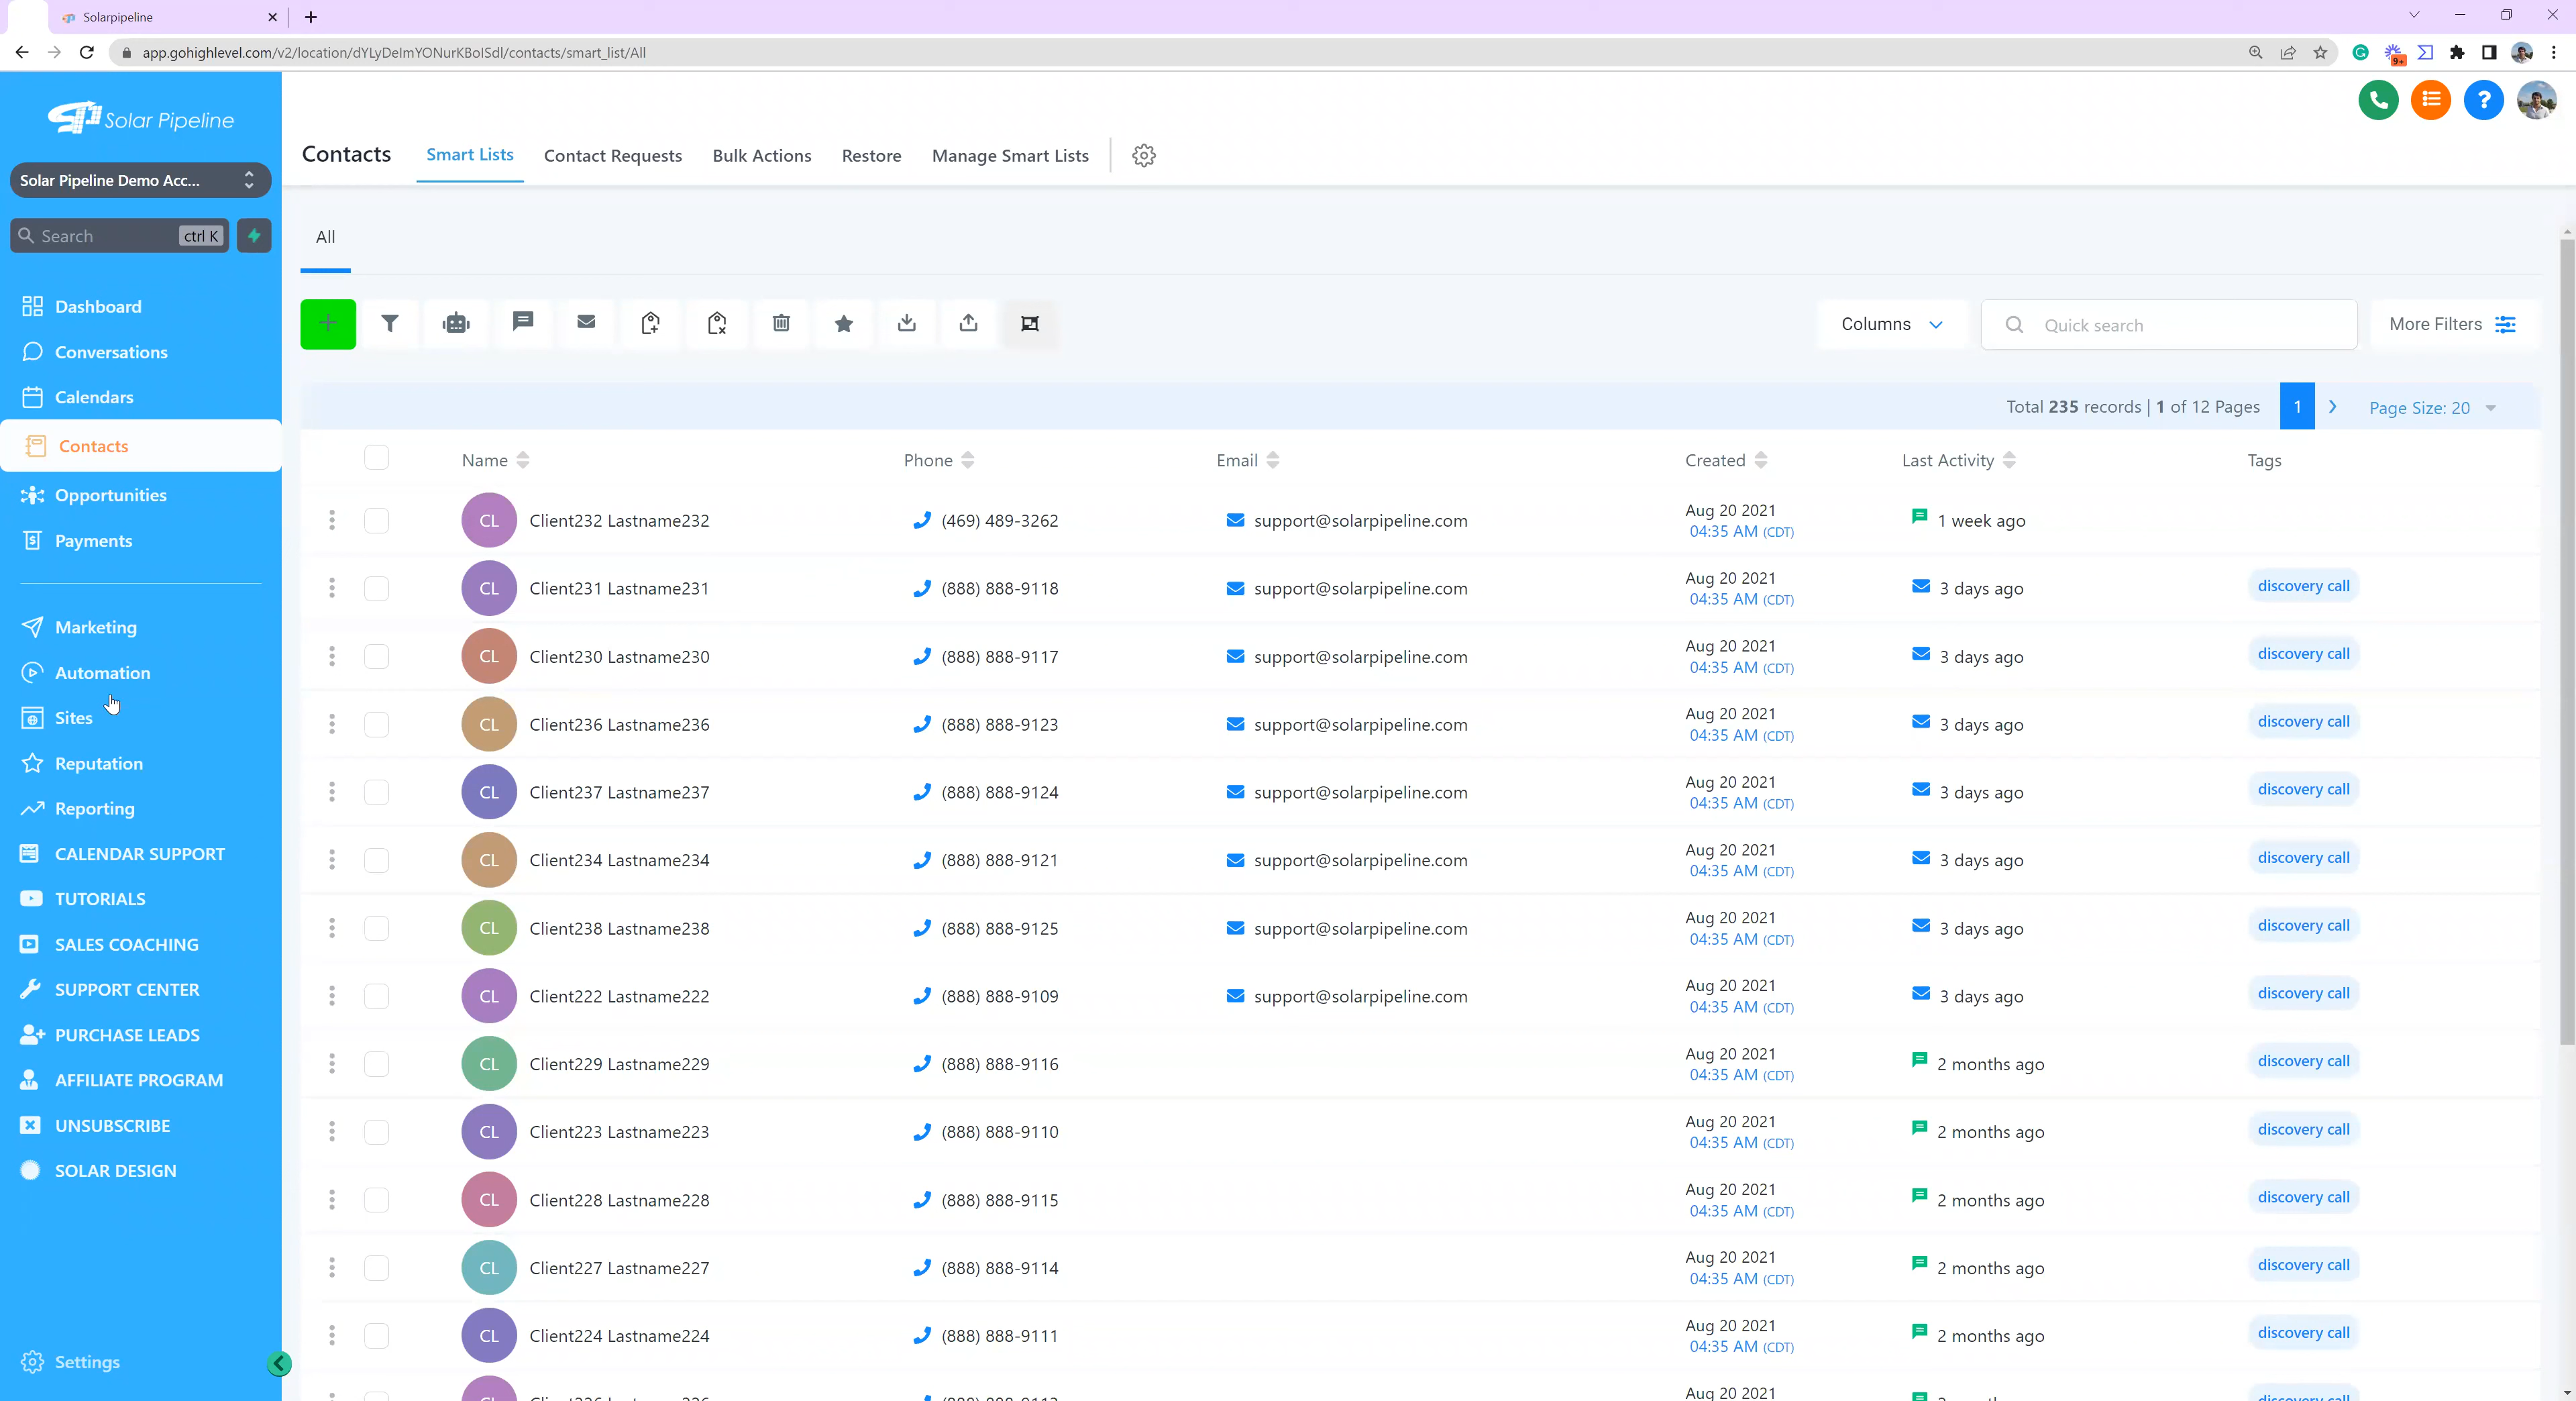 Solarpipeline
app.gohighlevel.com/v2/location/dYLyDelmYONurKBolSdl/contacts/smart_list/All
9+
Solar Pipeline
Solar Pipeline Demo Acc...
Search ctrl K
Dashboard
Conversations
Calendars
Contacts
Opportunities
Payments
Marketing
Automation
Sites
Reputation
Reporting
CALENDAR SUPPORT
TUTORIALS
SALES COACHING
SUPPORT CENTER
PURCHASE LEADS
AFFILIATE PROGRAM
UNSUBSCRIBE
SOLAR DESIGN
Settings
Contacts Smart Lists Contact Requests Bulk Actions Restore Manage Smart Lists
All
Columns Quick search More Filters
Total 235 records | 1 of 12 Pages 1 Page Size: 20
Name Phone Email Created Last Activity Tags
CL Client232 Lastname232 (469) 489-3262 support@solarpipeline.com Aug 20 2021 1 week ago
04:35 AM (CDT)
CL Client231 Lastname231 (888) 888-9118 support@solarpipeline.com Aug 20 2021 3 days ago discovery call
04:35 AM (CDT)
CL Client230 Lastname230 (888) 888-9117 support@solarpipeline.com Aug 20 2021 3 days ago discovery call
04:35 AM (CDT)
CL Client236 Lastname236 (888) 888-9123 support@solarpipeline.com Aug 20 2021 3 days ago discovery call
04:35 AM (CDT)
CL Client237 Lastname237 (888) 888-9124 support@solarpipeline.com Aug 20 2021 3 days ago discovery call
04:35 AM (CDT)
CL Client234 Lastname234 (888) 888-9121 support@solarpipeline.com Aug 20 2021 3 days ago discovery call
04:35 AM (CDT)
CL Client238 Lastname238 (888) 888-9125 support@solarpipeline.com Aug 20 2021 3 days ago discovery call
04:35 AM (CDT)
CL Client222 Lastname222 (888) 888-9109 support@solarpipeline.com Aug 20 2021 3 days ago discovery call
04:35 AM (CDT)
CL Client229 Lastname229 (888) 888-9116 Aug 20 2021 2 months ago discovery call
04:35 AM (CDT)
CL Client223 Lastname223 (888) 888-9110 Aug 20 2021 2 months ago discovery call
04:35 AM (CDT)
CL Client228 Lastname228 (888) 888-9115 Aug 20 2021 2 months ago discovery call
04:35 AM (CDT)
CL Client227 Lastname227 (888) 888-9114 Aug 20 2021 2 months ago discovery call
04:35 AM (CDT)
CL Client224 Lastname224 (888) 888-9111 Aug 20 2021 2 months ago discovery call
04:35 AM (CDT)
Aug 20 2021